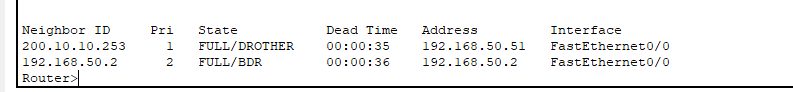 Neighbor ID     Pri   State           Dead Time   Address         Interface
200.10.10.253     1   FULL/DROTHER    00:00:35    192.168.50.51   FastEthernet0/0
192.168.50.2      2   FULL/BDR        00:00:36    192.168.50.2    FastEthernet0/0
Router>